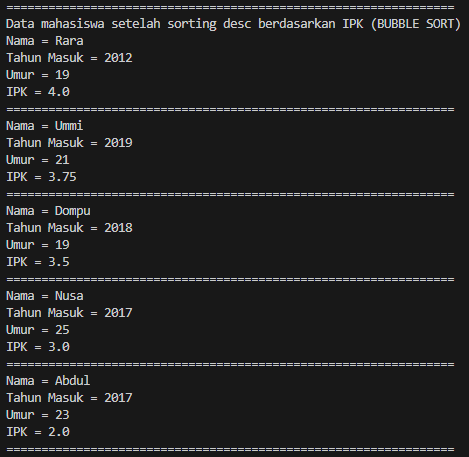 ================================================================
Data mahasiswa setelah sorting desc berdasarkan IPK (BUBBLE SORT)
Nama = Rara
Tahun Masuk = 2012
Umur = 19
IPK = 4.0
================================================================
Nama = Ummi
Tahun Masuk = 2019
Umur = 21
IPK = 3.75
================================================================
Nama = Dompu
Tahun Masuk = 2018
Umur = 19
IPK = 3.5
================================================================
Nama = Nusa
Tahun Masuk = 2017
Umur = 25
IPK = 3.0
================================================================
Nama = Abdul
Tahun Masuk = 2017
Umur = 23
IPK = 2.0
================================================================